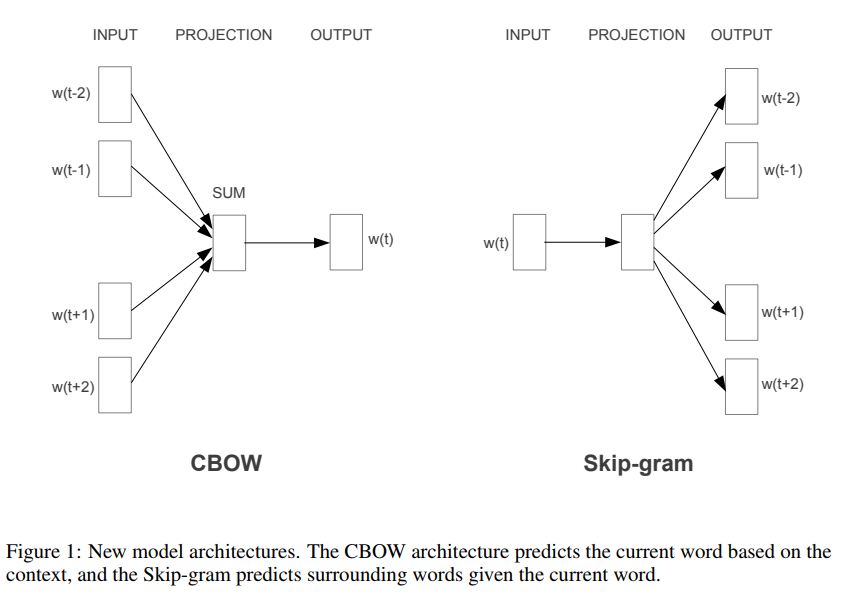 INPUT PROJECTION OUTPUT
w(t-2)
w(t-1)
SUM
w(t)
w(t+1)
w(t+2)
CBOW
INPUT PROJECTION OUTPUT
w(t-2)
w(t-1)
w(t)
w(t+1)
w(t+2)
Skip-gram
Figure 1: New model architectures. The CBOW architecture predicts the current word based on the
context, and the Skip-gram predicts surrounding words given the current word.